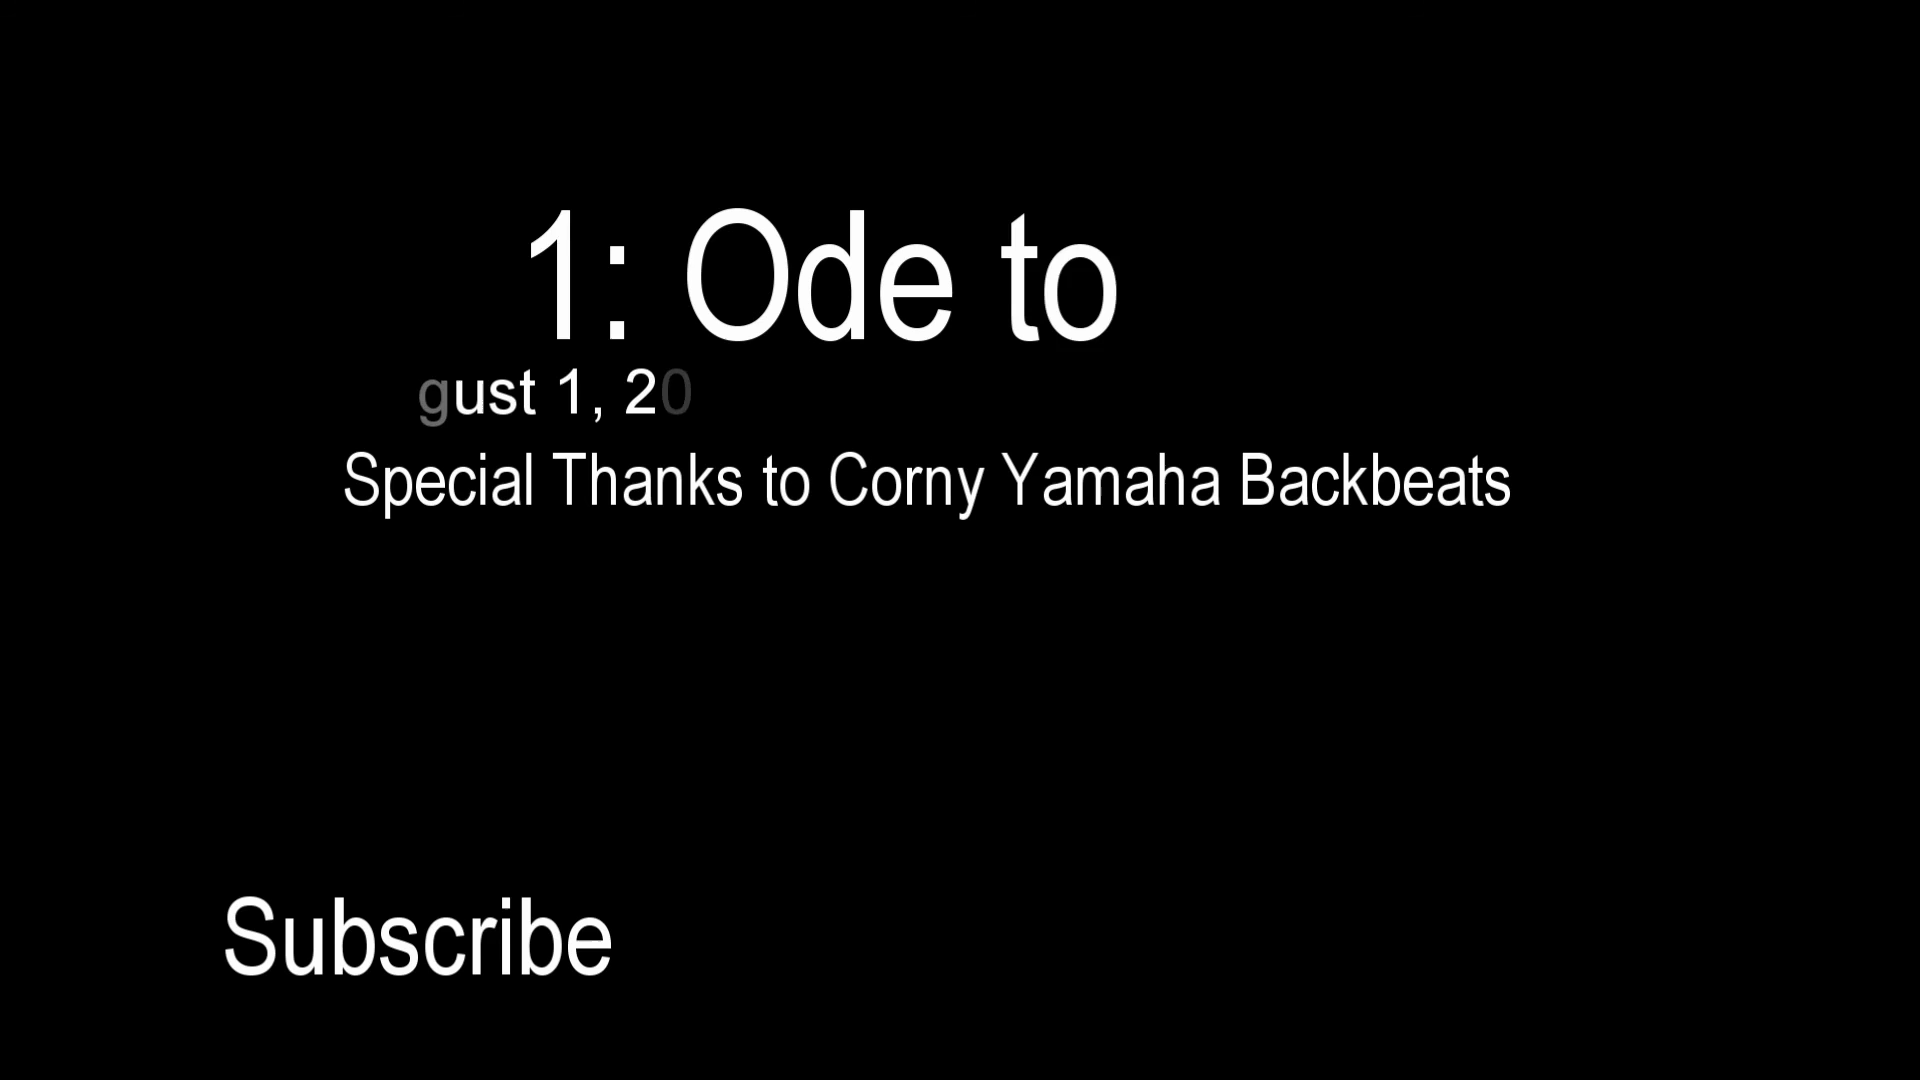 1: Ode to
gust 1, 20
Special Thanks to Corny Yamaha Backbeats
Subscribe